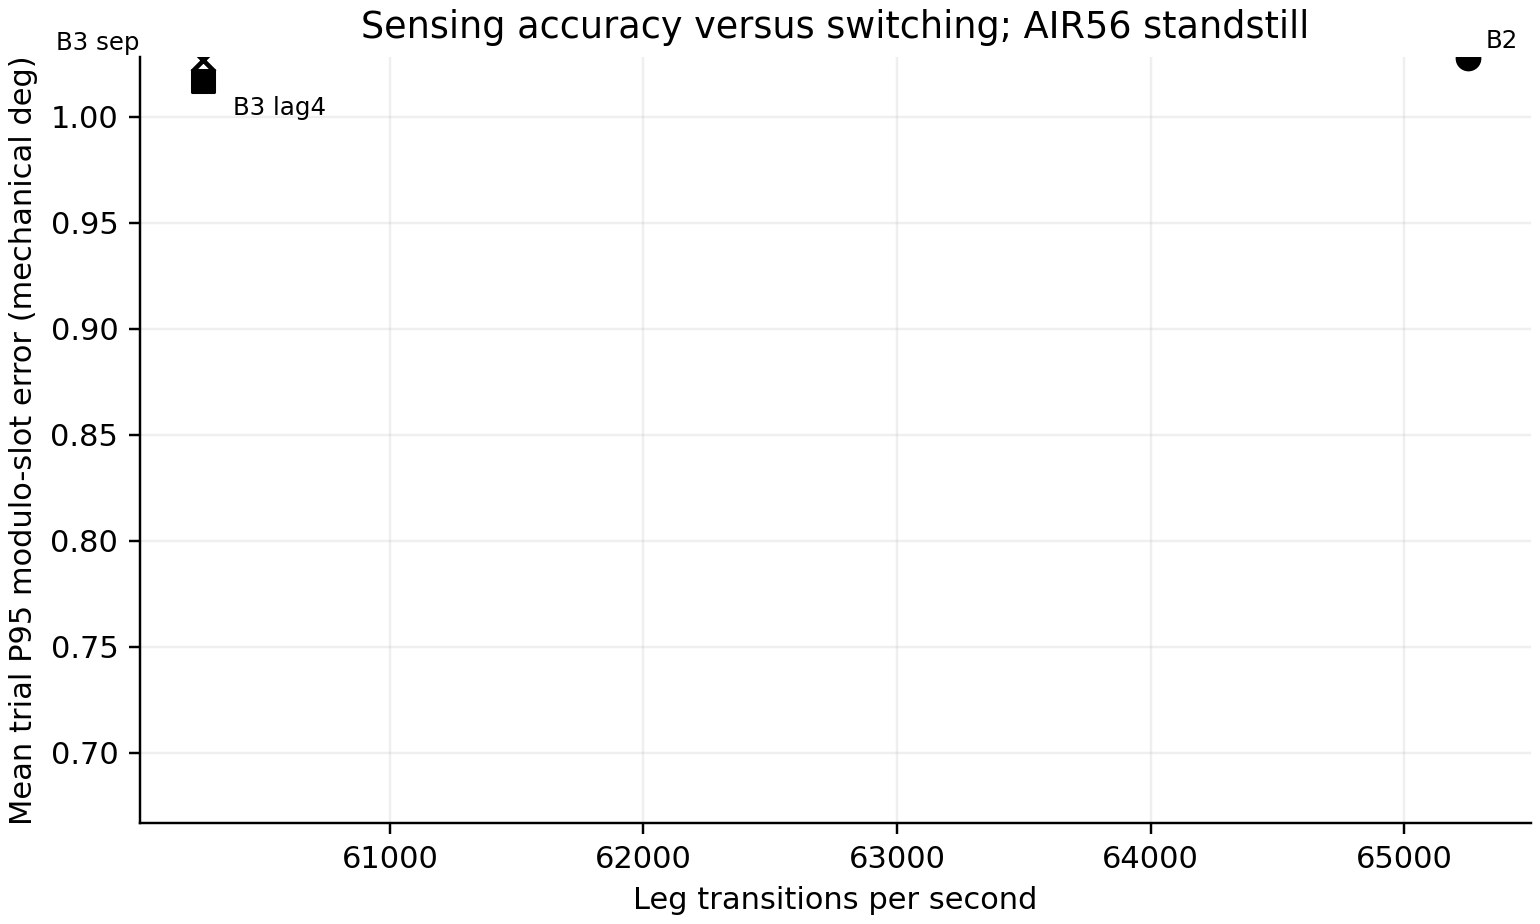 Sensing accuracy versus switching; AIR56 standstill
B3 sep
B2
B3 lag4
Mean trial P95 modulo-slot error (mechanical deg)
1.00
0.95
0.90
0.85
0.80
0.75
0.70
61000 62000 63000 64000 65000
Leg transitions per second